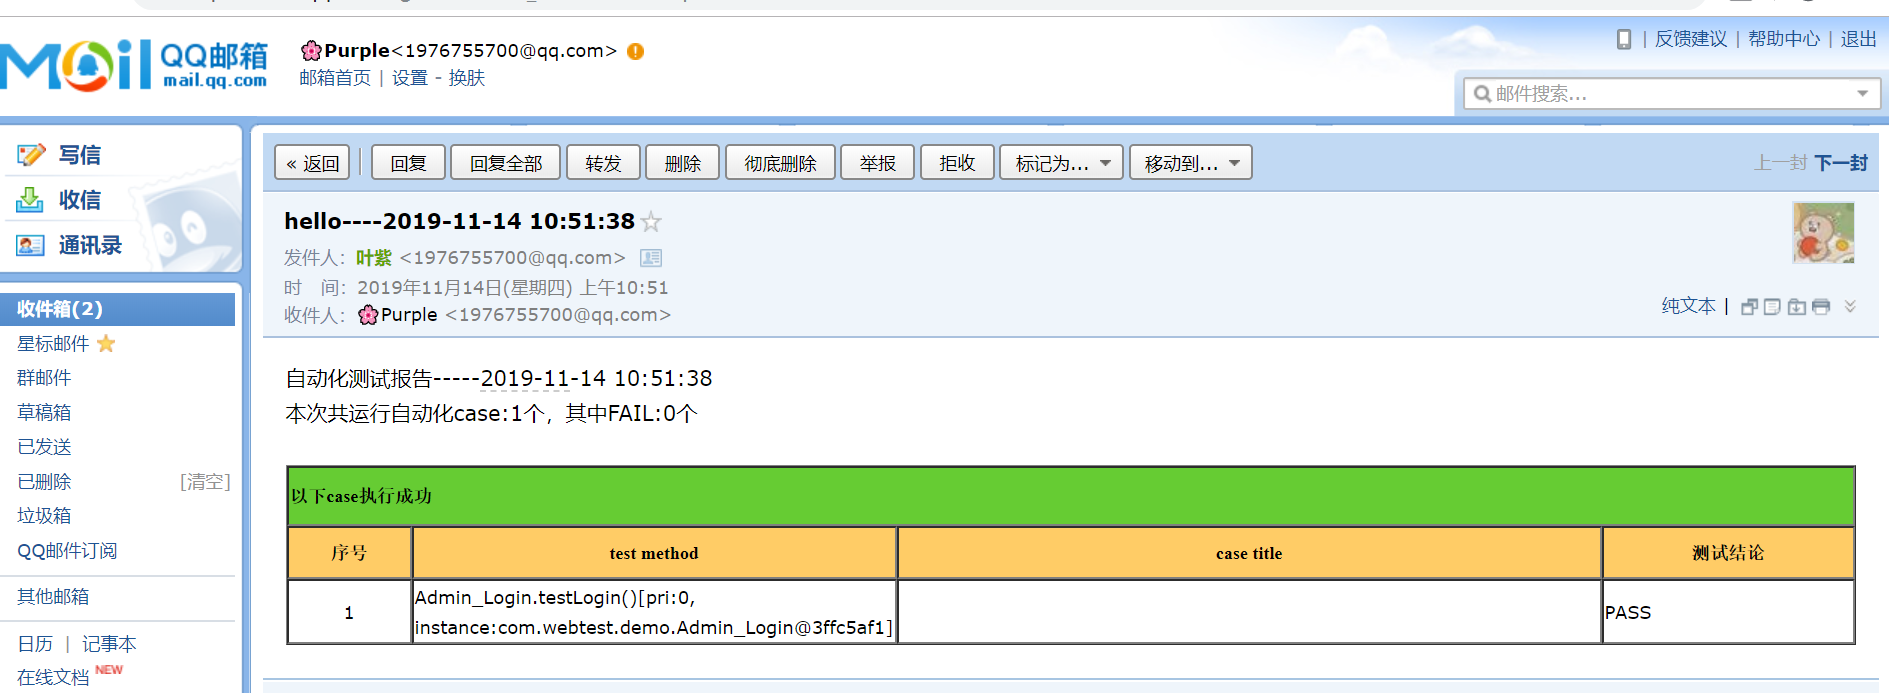 Mail QQ邮箱
mail.qq.com
Purple<1976755700@qq.com>
邮箱首页 | 设置 - 换肤
| 反馈建议 | 帮助中心 | 退出
邮件搜索...
写信
收信
通讯录
收件箱(2)
星标邮件
群邮件
草稿箱
已发送
已删除 [清空]
垃圾箱
QQ邮件订阅
其他邮箱
日历 | 记事本
在线文档 NEW
« 返回 回复 回复全部 转发 删除 彻底删除 举报 拒收 标记为... 移动到... 上一封 下一封
hello----2019-11-14 10:51:38
发件人：叶紫 <1976755700@qq.com>
时 间：2019年11月14日(星期四) 上午10:51
收件人：Purple <1976755700@qq.com>
纯文本 |
自动化测试报告-----2019-11-14 10:51:38
本次共运行自动化case:1个，其中FAIL:0个
以下case执行成功
序号 test method case title 测试结论
1 Admin_Login.testLogin()[pri:0, instance:com.webtest.demo.Admin_Login@3ffc5af1] PASS